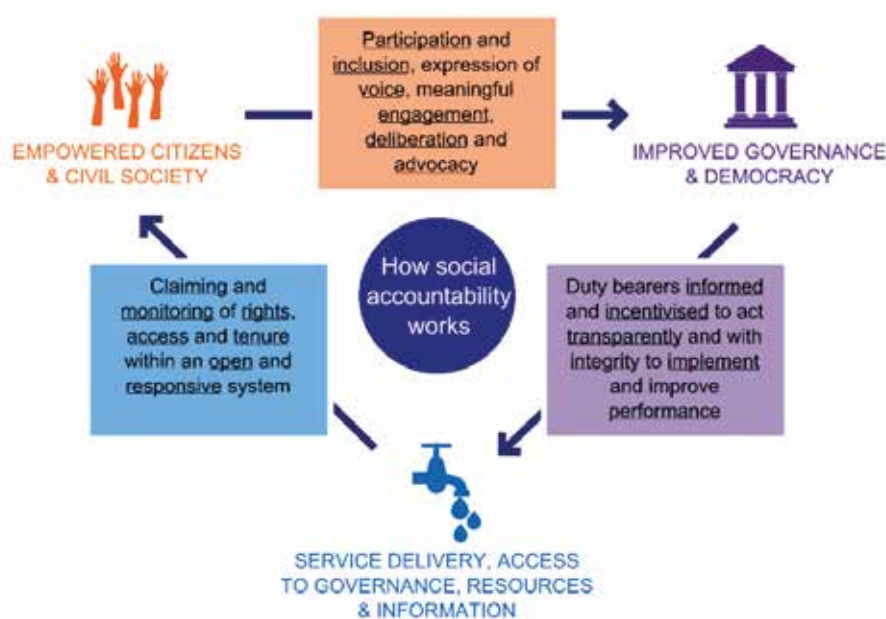 Participation and
inclusion, expression of
voice, meaningful
engagement,
deliberation and
advocacy
EMPOWERED CITIZENS
& CIVIL SOCIETY
IMPROVED GOVERNANCE
& DEMOCRACY
How social
accountability
works
Claiming and
monitoring of rights,
access and tenure
within an open and
responsive system
Duty bearers informed
and incentivised to act
transparently and with
integrity to implement
and improve
performance
SERVICE DELIVERY, ACCESS
TO GOVERNANCE, RESOURCES
& INFORMATION